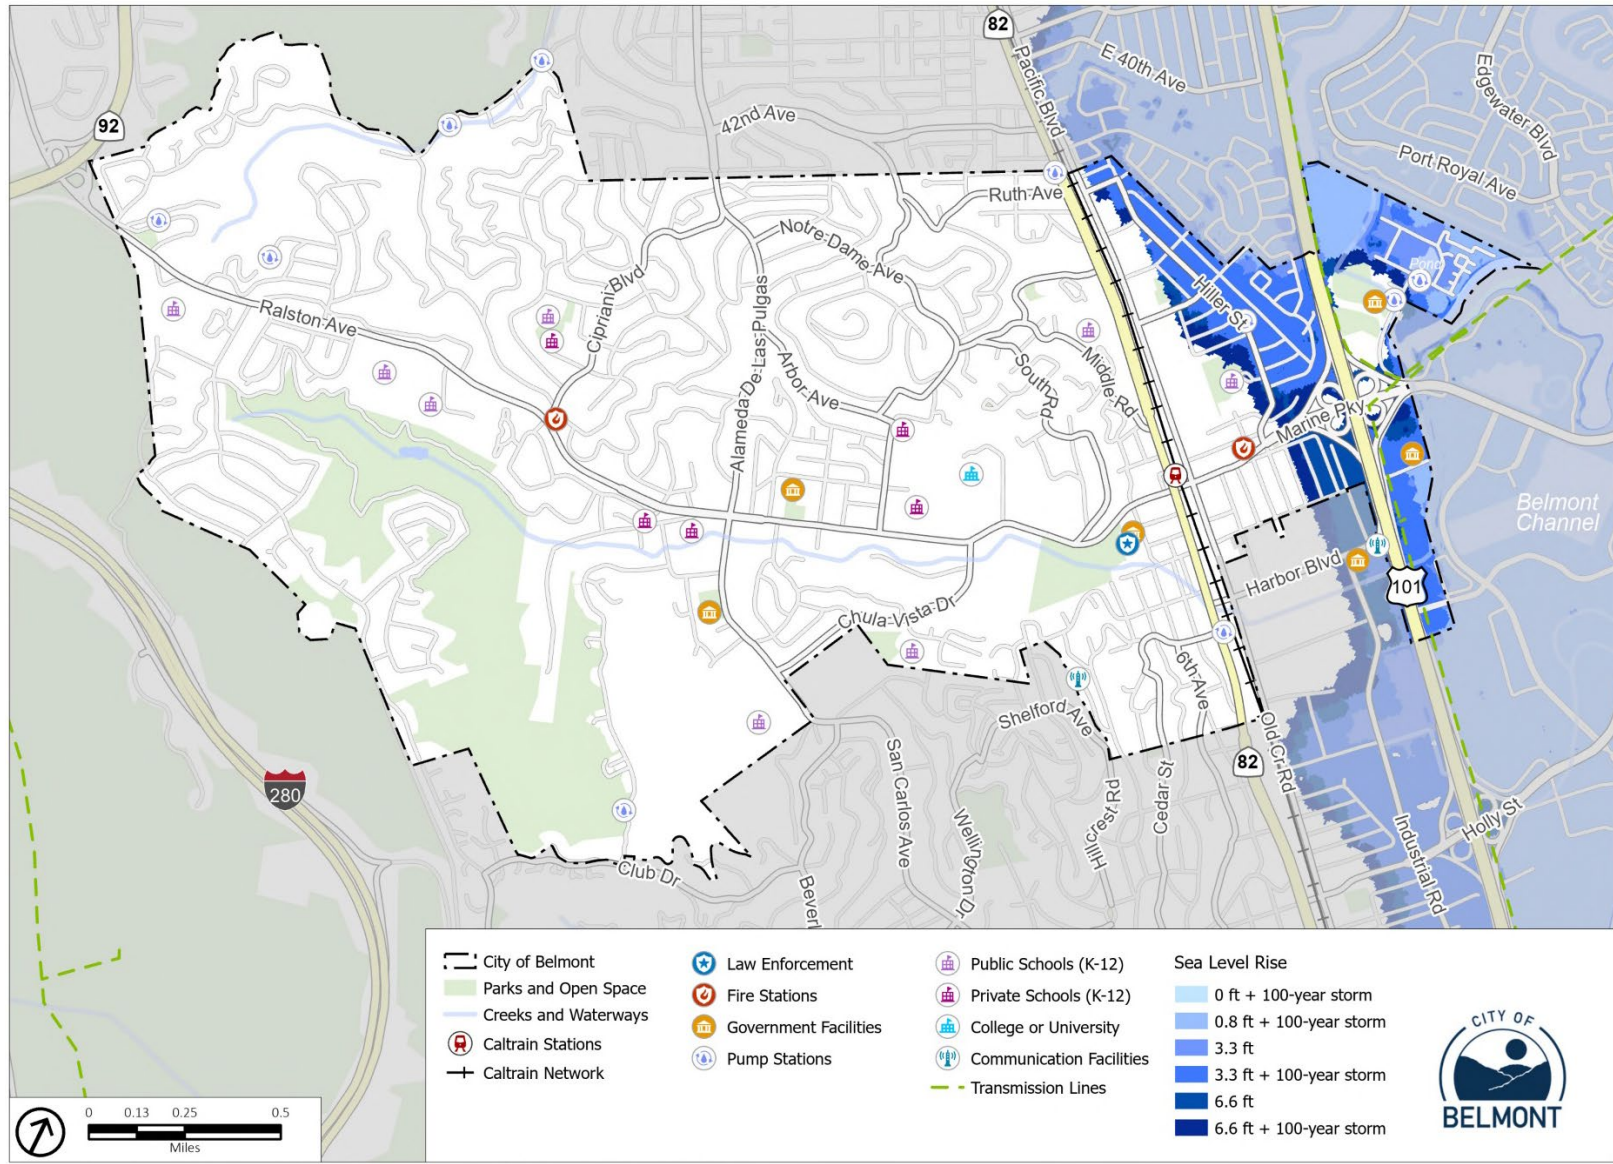 82
Pacific Blvd
E 40th Ave
Edgewater Blvd
92
42nd Ave
Port Royal Ave
Ruth Ave
Notre Dame Ave
Cipriani Blvd
Pond
Ralston Ave
Hiller St
Alameda De Las Pulgas
Arbor Ave
South Rd
Middle Rd
Marine Pky
Belmont
Channel
Harbor Blvd
101
Chula Vista Dr
6th Ave
Shelford Ave
Old Cr Rd
82
280
San Carlos Ave
Hillcrest Rd
Cedar St
Wellington Dr
Industrial Rd
Holly St
Club Dr
Beverl
City of Belmont
Parks and Open Space
Creeks and Waterways
Caltrain Stations
Caltrain Network
Law Enforcement
Fire Stations
Government Facilities
Pump Stations
Public Schools (K-12)
Private Schools (K-12)
College or University
Communication Facilities
Transmission Lines
Sea Level Rise
0 ft + 100-year storm
0.8 ft + 100-year storm
3.3 ft
3.3 ft + 100-year storm
6.6 ft
6.6 ft + 100-year storm
CITY OF
BELMONT
0 0.13 0.25 0.5
Miles